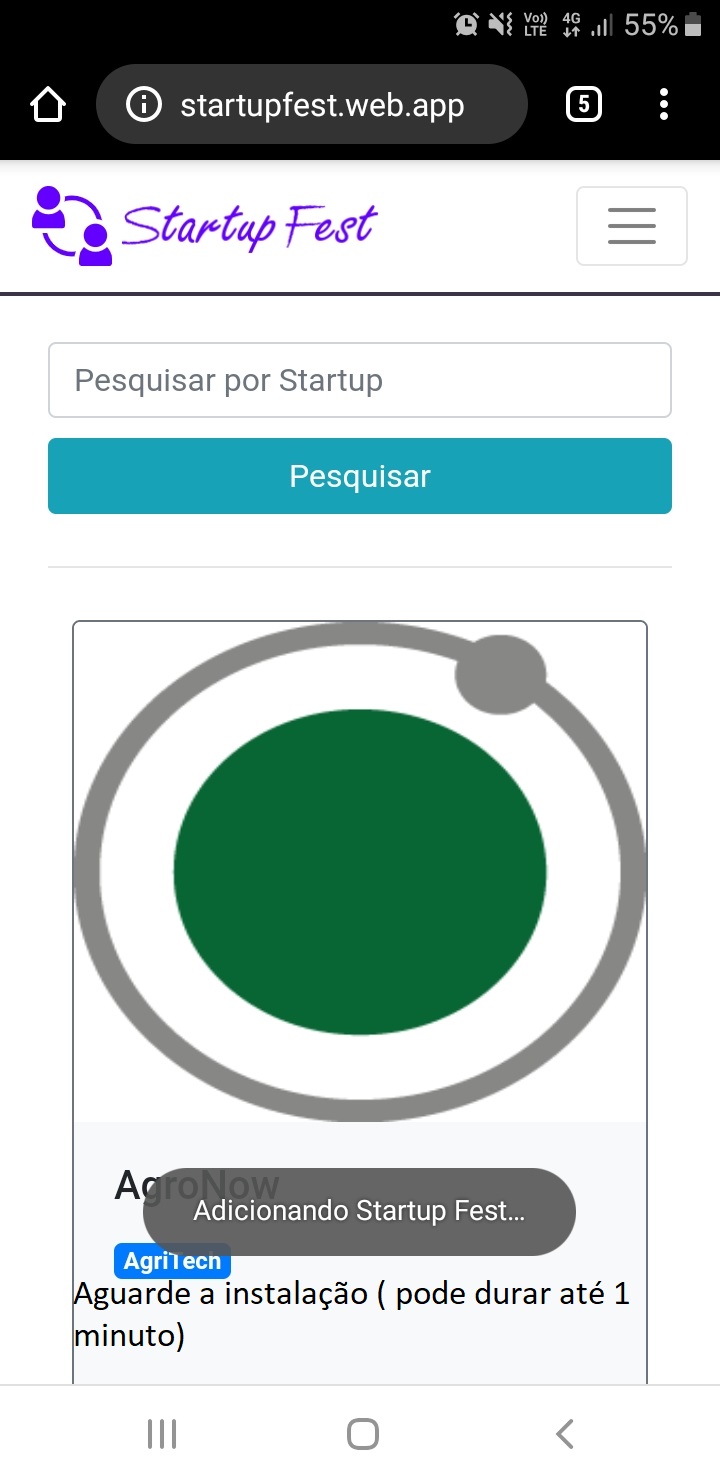 Vo)) LTE 4G 55%
startupfest.web.app 5
Startup Fest
Pesquisar por Startup
Pesquisar
AgroNow
Adicionando Startup Fest...
AgriTech
Aguarde a instalação ( pode durar até 1
minuto)